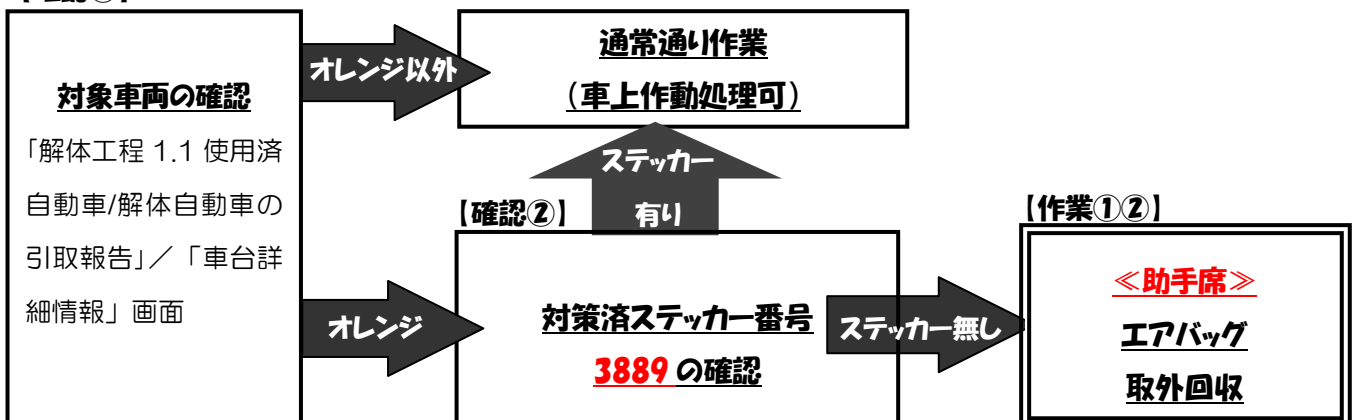 対象車両の確認
「解体工程 1.1 使用済
自動車/解体自動車の
引取報告」／「車台詳
細情報」画面
オレンジ以外
通常通り作業
（車上作動処理可）
ステッカー
有り
オレンジ
【確認②】
対策済ステッカー番号
3889 の確認
ステッカー無し
【作業①②】
≪助手席≫
エアバッグ
取外回収